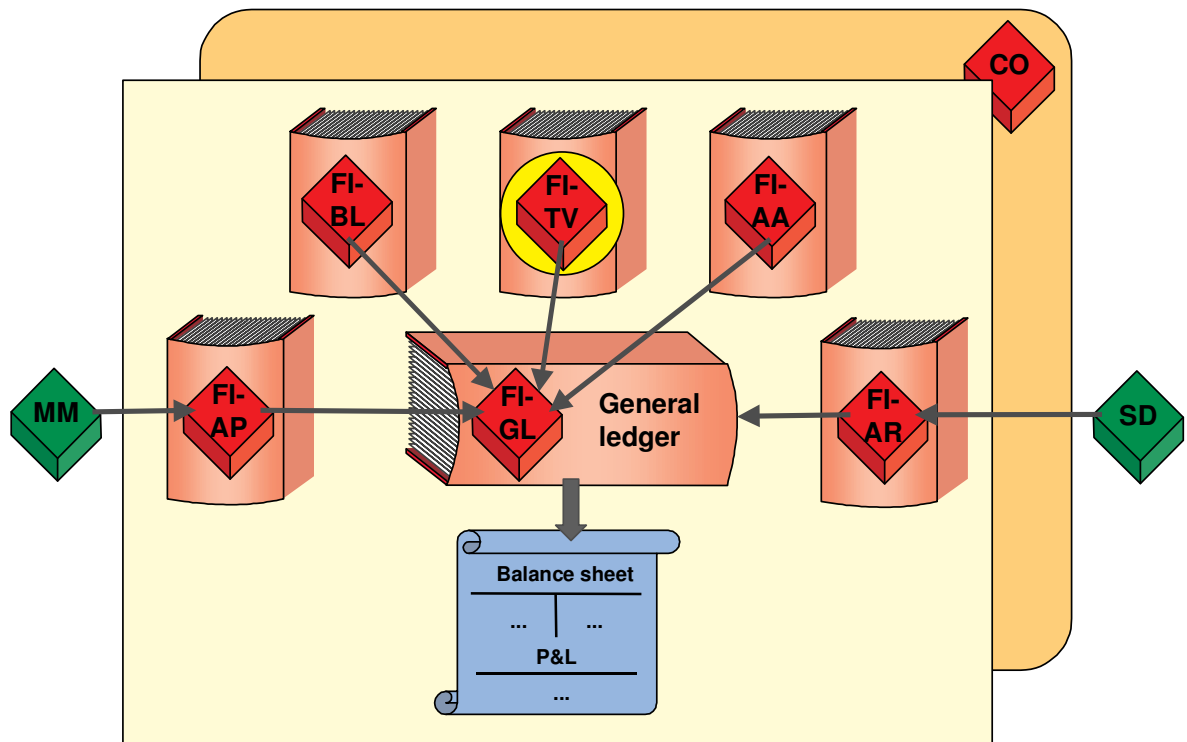 CO
FI-
BL
FI-
TV
FI-
AA
MM
FI-
AP
FI-
GL
General
ledger
FI-
AR
SD
Balance sheet
... ...
P&L
...